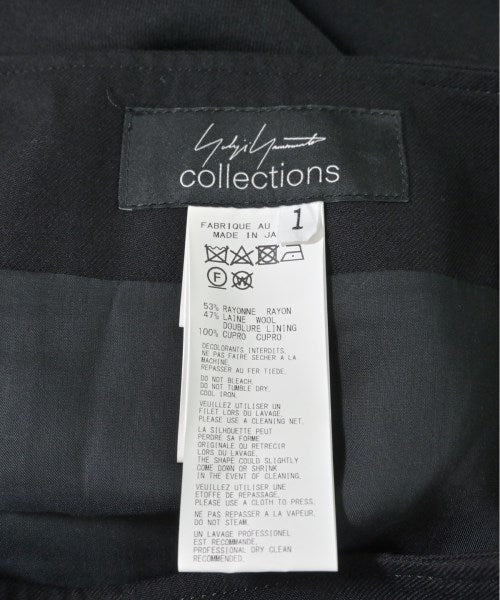 Yohji Yamamoto
collections
1
FABRIQUE AU
MADE IN JA
F
W
53% RAYONNE RAYON
47% LAINE WOOL
DOUBLURE LINING
100% CUPRO CUPRO
DECOLORANTS INTERDITS.
NE PAS FAIRE SECHER A LA
MACHINE.
REPASSER AU FER TIEDE.
DO NOT BLEACH.
DO NOT TUMBLE DRY.
COOL IRON.
VEUILLEZ UTILISER UN
FILET LORS DU LAVAGE.
PLEASE USE A CLEANING NET.
LA SILHOUETTE PEUT
PERDRE SA FORME
ORIGINALE OU RETRECIR
LORS DU LAVAGE.
THE SHAPE COULD SLIGHTLY
COME DOWN OR SHRINK
IN THE EVENT OF CLEANING.
VEUILLEZ UTILISER UNE
ETOFFE DE REPASSAGE.
PLEASE USE A CLOTH TO PRESS.
NE PAS REPASSER A LA VAPEUR.
DO NOT STEAM.
UN LAVAGE PROFESSIONEL
EST RECOMMANDE.
PROFESSIONAL DRY CLEAN
RECOMMENDED.